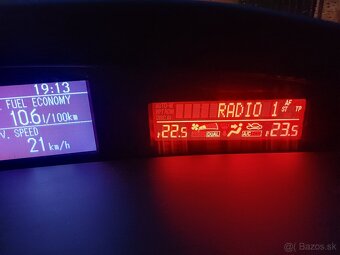 19:13
FUEL ECONOMY
10.6 l/100km
V. SPEED
21 km/h
RADIO 1
AF
ST TP
22.5
DUAL
A/C
23.5
© Bazos.sk